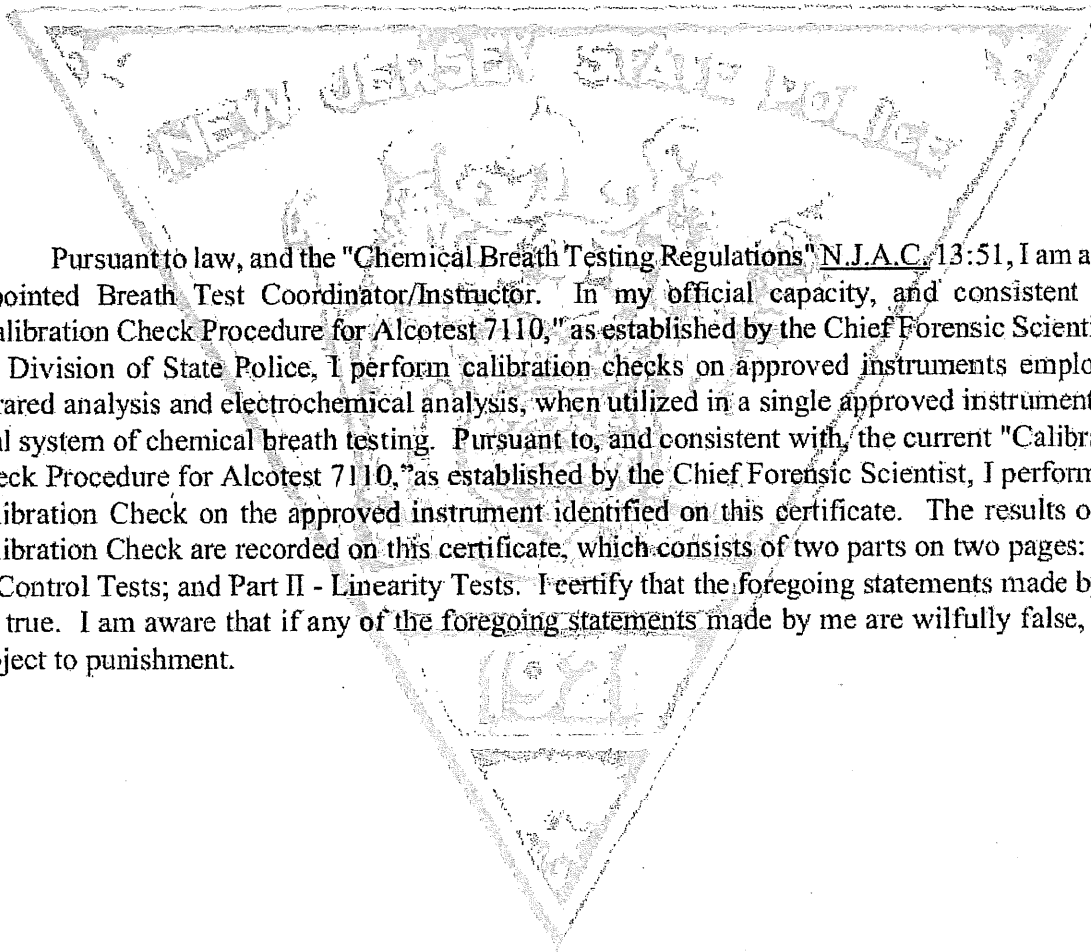 NEW JERSEY STATE POLICE
Pursuant to law, and the "Chemical Breath Testing Regulations" N.J.A.C. 13:51, I am a
pointed Breath Test Coordinator/Instructor. In my official capacity, and consistent
alibration Check Procedure for Alcotest 7110," as established by the Chief Forensic Scienti
Division of State Police, I perform calibration checks on approved instruments emplo
rared analysis and electrochemical analysis, when utilized in a single approved instrument
al system of chemical breath testing. Pursuant to, and consistent with, the current "Calibra
eck Procedure for Alcotest 7110," as established by the Chief Forensic Scientist, I perform
libration Check on the approved instrument identified on this certificate. The results o
libration Check are recorded on this certificate, which consists of two parts on two pages:
Control Tests; and Part II - Linearity Tests. I certify that the foregoing statements made b
true. I am aware that if any of the foregoing statements made by me are wilfully false,
ject to punishment.
1921